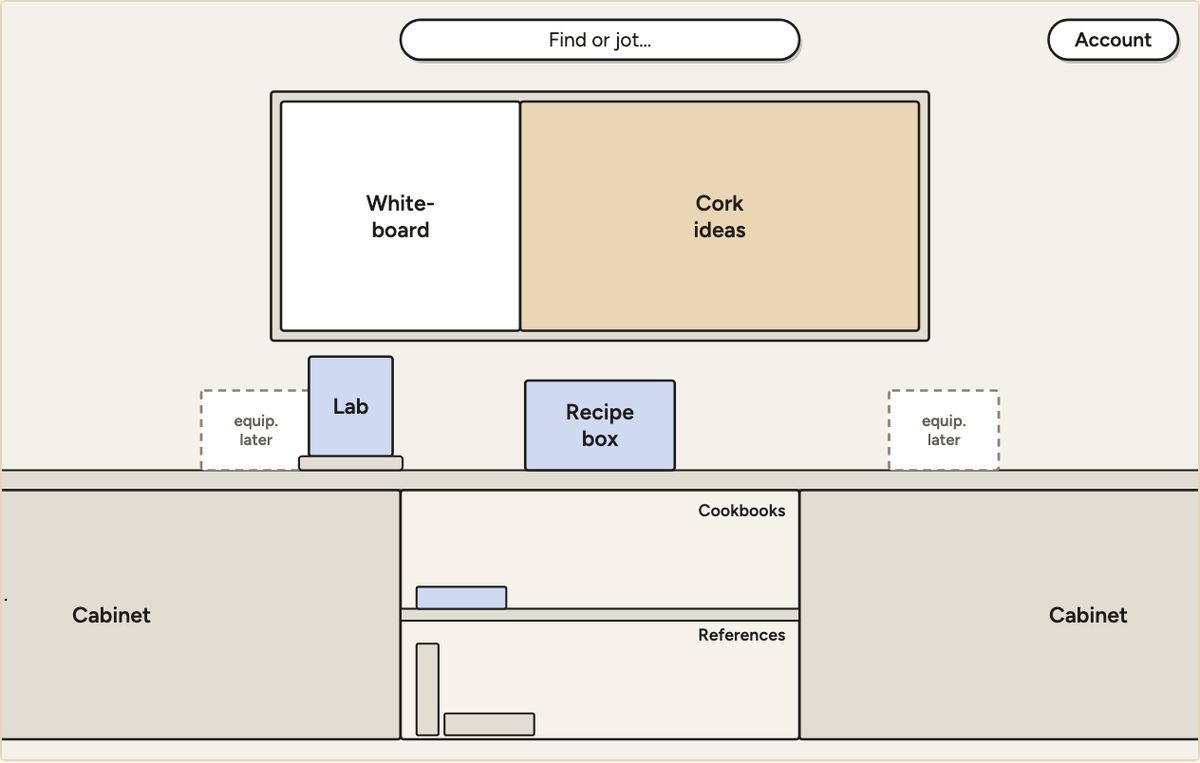 Find or jot...
Account
White-
board
Cork
ideas
Lab
equip.
later
Recipe
box
equip.
later
Cookbooks
Cabinet
Cabinet
References